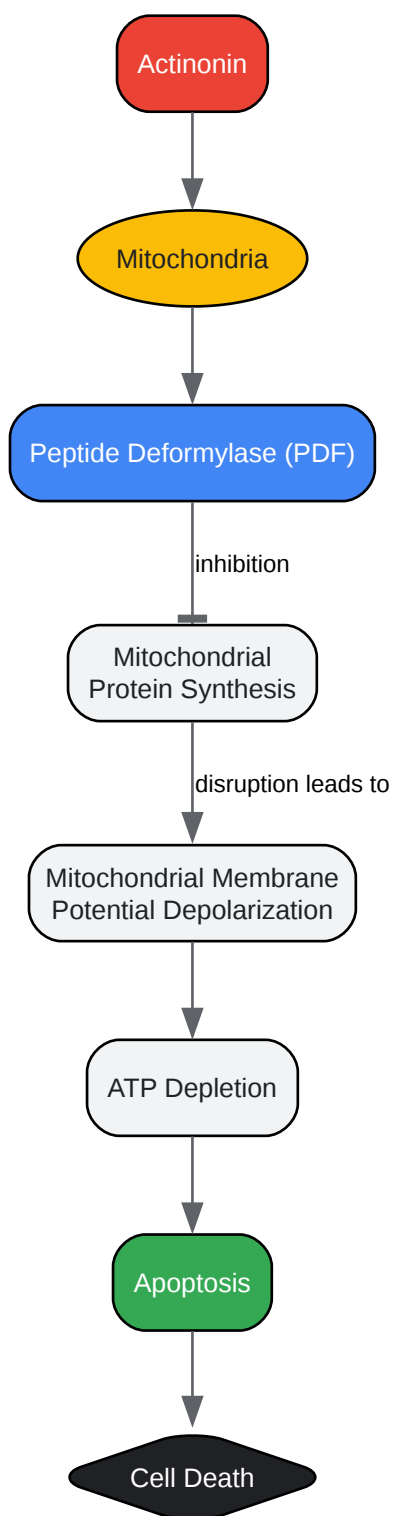 Actinonin
Mitochondria
Peptide Deformylase (PDF)
inhibition
Mitochondrial
Protein Synthesis
disruption leads to
Mitochondrial Membrane
Potential Depolarization
ATP Depletion
Apoptosis
Cell Death